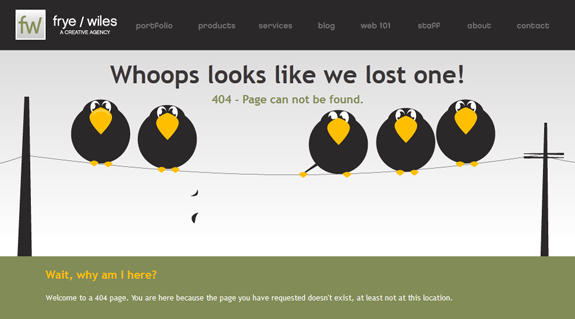 fw frye / wiles
A CREATIVE AGENCY
portfolio products services blog web 101 staff about contact
Whoops looks like we lost one!
404 - Page can not be found.
Wait, why am I here?
Welcome to a 404 page. You are here because the page you have requested doesn't exist, at least not at this location.